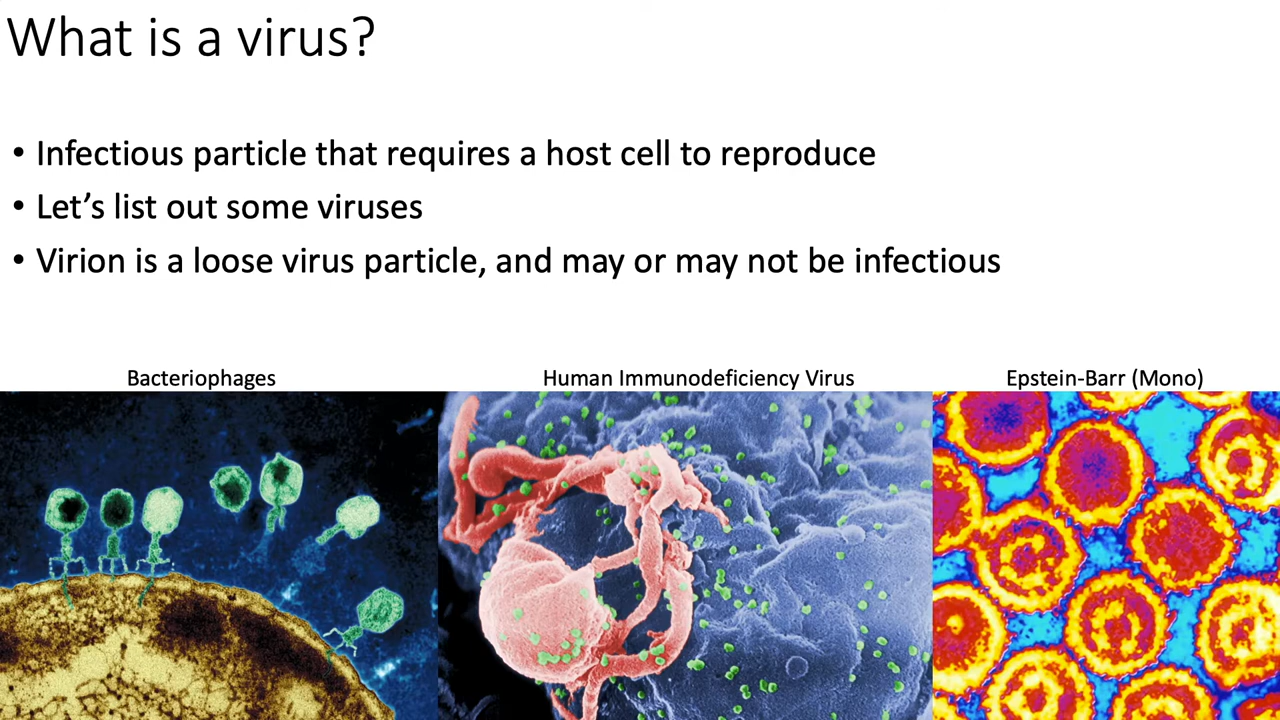 What is a virus?
• Infectious particle that requires a host cell to reproduce
• Let’s list out some viruses
• Virion is a loose virus particle, and may or may not be infectious
Bacteriophages
Human Immunodeficiency Virus
Epstein-Barr (Mono)